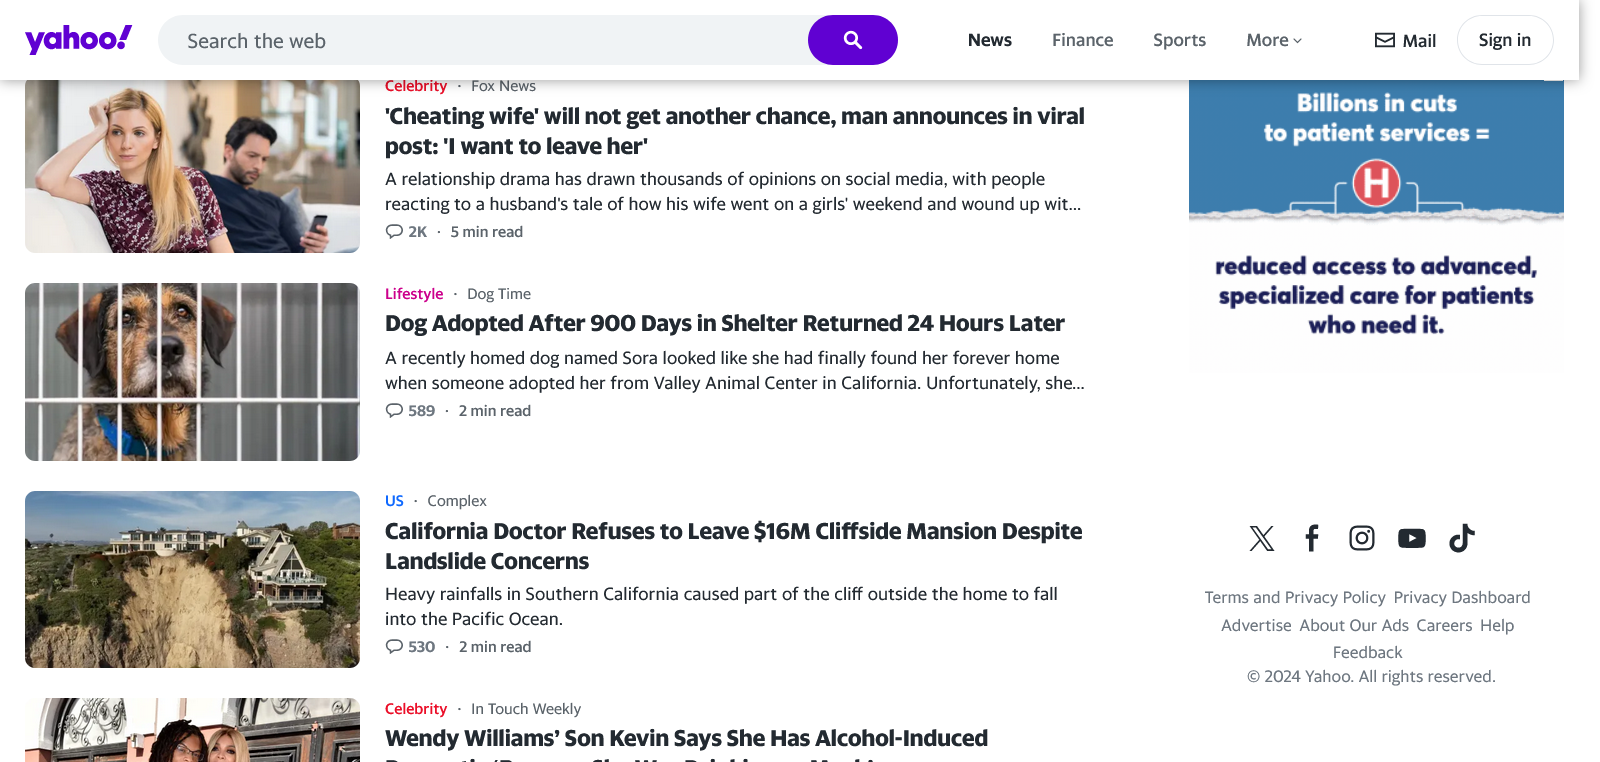 yahoo!
Search the web
News
Finance
Sports
More
Mail
Sign in
Celebrity · Fox News
'Cheating wife' will not get another chance, man announces in viral
post: 'I want to leave her'
A relationship drama has drawn thousands of opinions on social media, with people
reacting to a husband's tale of how his wife went on a girls' weekend and wound up wit...
2K · 5 min read
Lifestyle · Dog Time
Dog Adopted After 900 Days in Shelter Returned 24 Hours Later
A recently homed dog named Sora looked like she had finally found her forever home
when someone adopted her from Valley Animal Center in California. Unfortunately, she...
589 · 2 min read
US · Complex
California Doctor Refuses to Leave $16M Cliffside Mansion Despite
Landslide Concerns
Heavy rainfalls in Southern California caused part of the cliff outside the home to fall
into the Pacific Ocean.
530 · 2 min read
Celebrity · In Touch Weekly
Wendy Williams’ Son Kevin Says She Has Alcohol-Induced
Billions in cuts
to patient services =
H
reduced access to advanced,
specialized care for patients
who need it.
Terms and Privacy Policy Privacy Dashboard
Advertise About Our Ads Careers Help
Feedback
© 2024 Yahoo. All rights reserved.